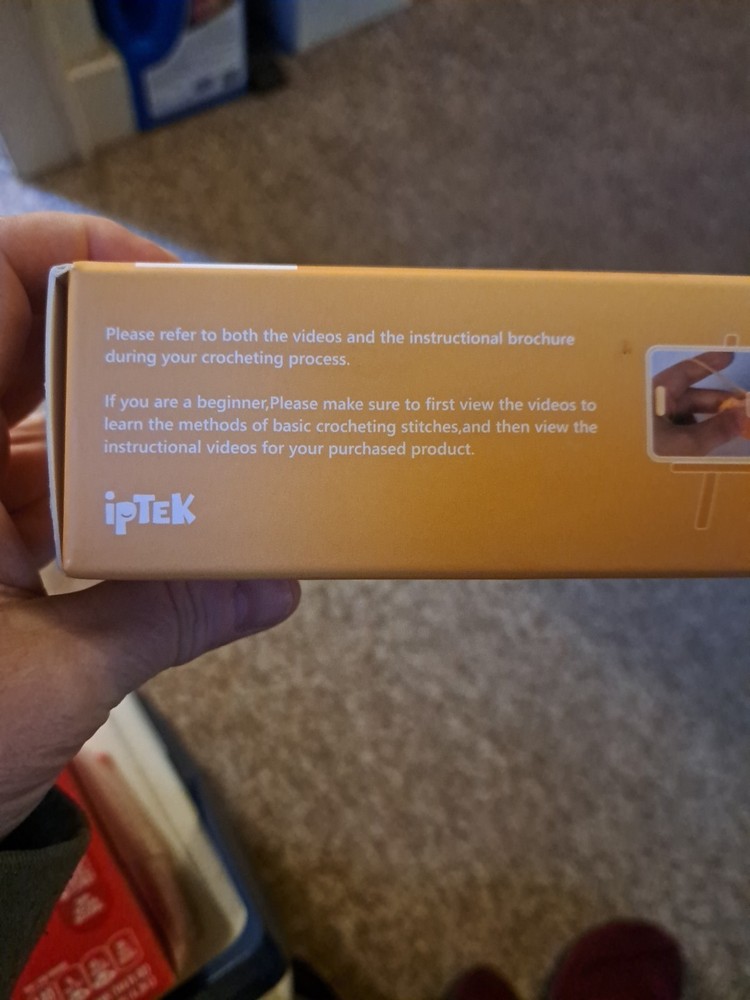 Please refer to both the videos and the instructional brochure
during your crocheting process.
If you are a beginner,Please make sure to first view the videos to
learn the methods of basic crocheting stitches,and then view the
instructional videos for your purchased product.
ipTEK